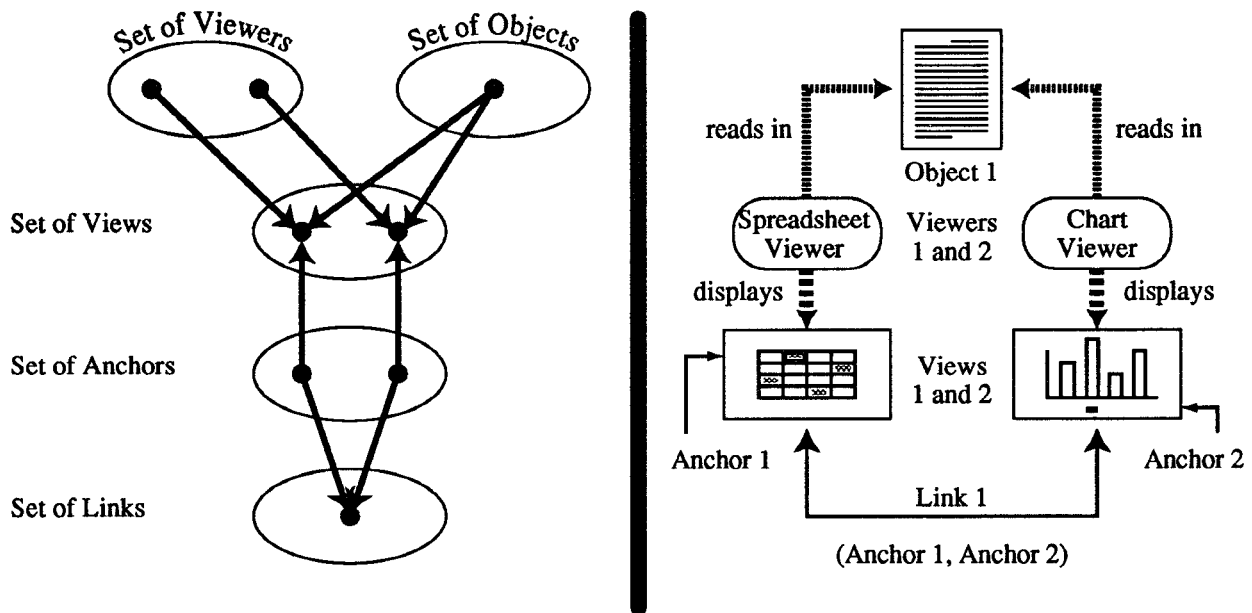 Set of Viewers
Set of Objects
Set of Views
Set of Anchors
Set of Links
reads in
reads in
Object 1
Spreadsheet
Viewer
Viewers
1 and 2
Chart
Viewer
displays
displays
Views
1 and 2
Anchor 1
Anchor 2
Link 1
(Anchor 1, Anchor 2)